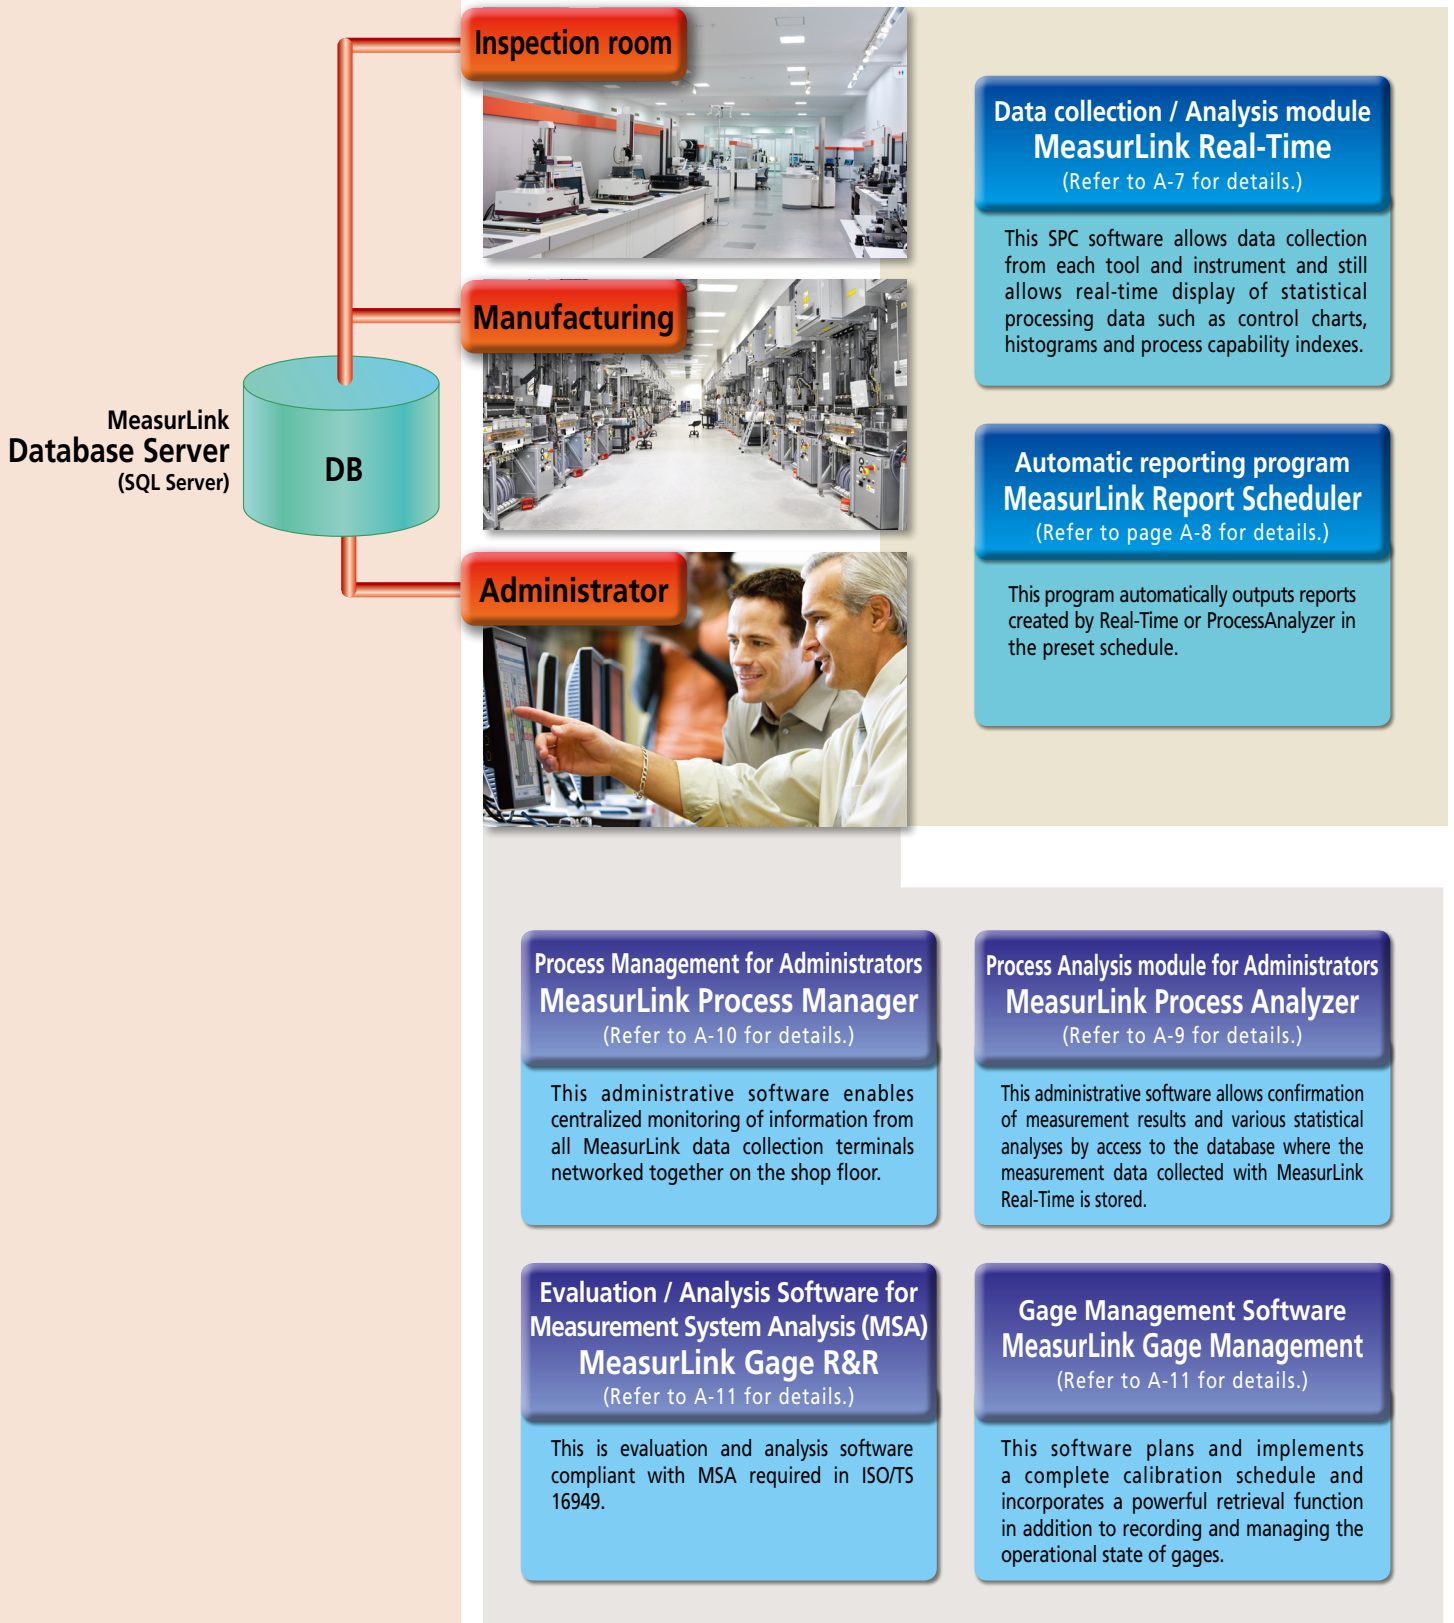 Inspection room
Manufacturing
MeasurLink
Database Server
(SQL Server)
DB
Administrator
Data collection / Analysis module
MeasurLink Real-Time
(Refer to A-7 for details.)
This SPC software allows data collection
from each tool and instrument and still
allows real-time display of statistical
processing data such as control charts,
histograms and process capability indexes.
Automatic reporting program
MeasurLink Report Scheduler
(Refer to page A-8 for details.)
This program automatically outputs reports
created by Real-Time or ProcessAnalyzer in
the preset schedule.
Process Management for Administrators
MeasurLink Process Manager
(Refer to A-10 for details.)
This administrative software enables
centralized monitoring of information from
all MeasurLink data collection terminals
networked together on the shop floor.
Process Analysis module for Administrators
MeasurLink Process Analyzer
(Refer to A-9 for details.)
This administrative software allows confirmation
of measurement results and various statistical
analyses by access to the database where the
measurement data collected with MeasurLink
Real-Time is stored.
Evaluation / Analysis Software for
Measurement System Analysis (MSA)
MeasurLink Gage R&R
(Refer to A-11 for details.)
This is evaluation and analysis software
compliant with MSA required in ISO/TS
16949.
Gage Management Software
MeasurLink Gage Management
(Refer to A-11 for details.)
This software plans and implements
a complete calibration schedule and
incorporates a powerful retrieval function
in addition to recording and managing the
operational state of gages.